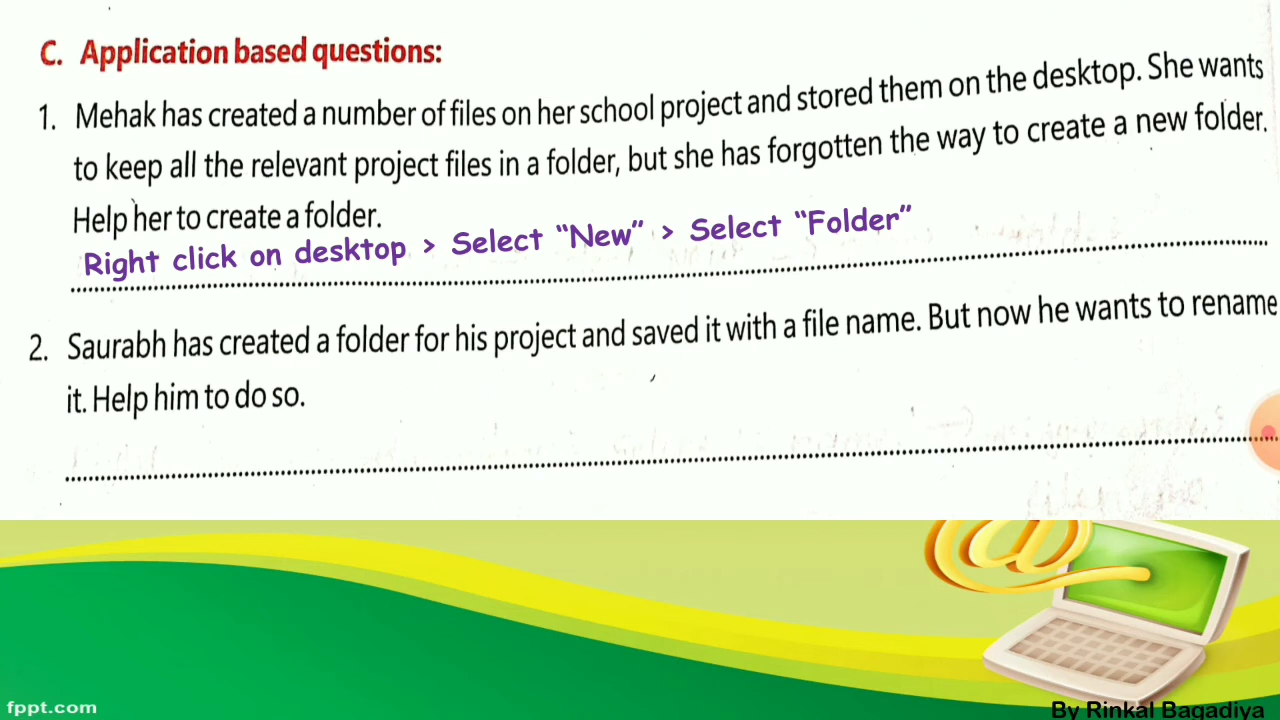 C. Application based questions:
1. Mehak has created a number of files on her school project and stored them on the desktop. She wants
to keep all the relevant project files in a folder, but she has forgotten the way to create a new folder.
Help her to create a folder.
Right click on desktop > Select “New” > Select “Folder”
2. Saurabh has created a folder for his project and saved it with a file name. But now he wants to rename
it. Help him to do so.
fppt.com
By Rinkal Bagadiya